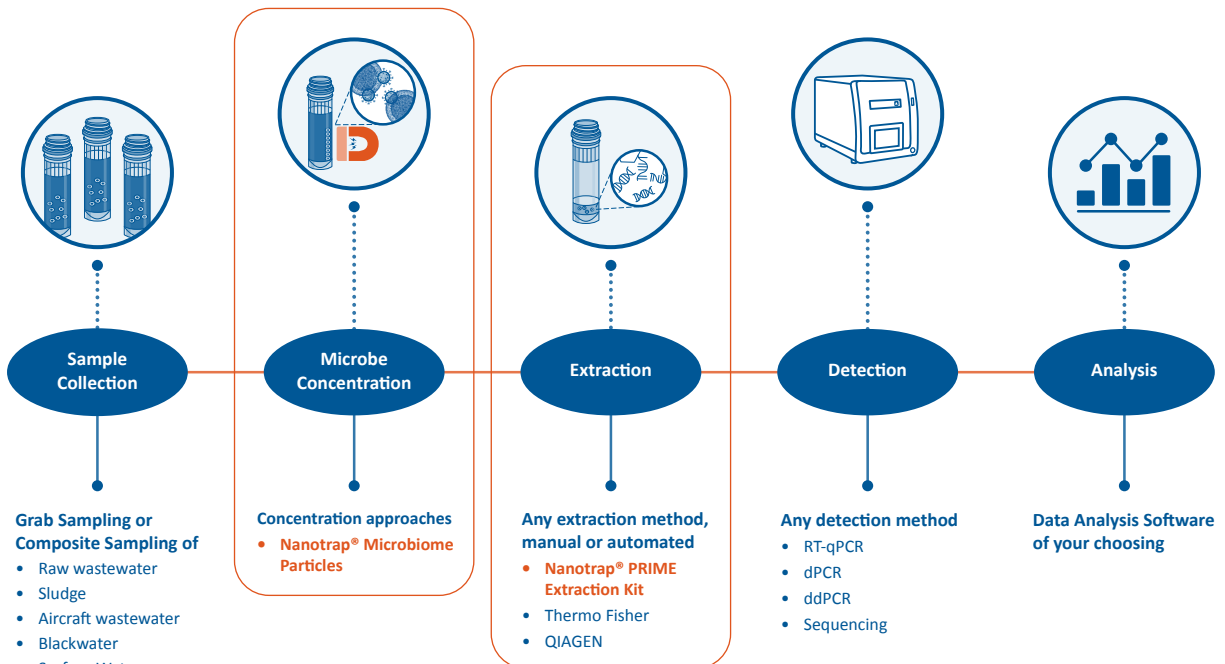 Sample
Collection
Microbe
Concentration
Extraction
Detection
Analysis
Grab Sampling or
Composite Sampling of
• Raw wastewater
• Sludge
• Aircraft wastewater
• Blackwater
Concentration approaches
• Nanotrap® Microbiome
Particles
Any extraction method,
manual or automated
• Nanotrap® PRIME
Extraction Kit
• Thermo Fisher
• QIAGEN
Any detection method
• RT-qPCR
• dPCR
• ddPCR
• Sequencing
Data Analysis Software
of your choosing